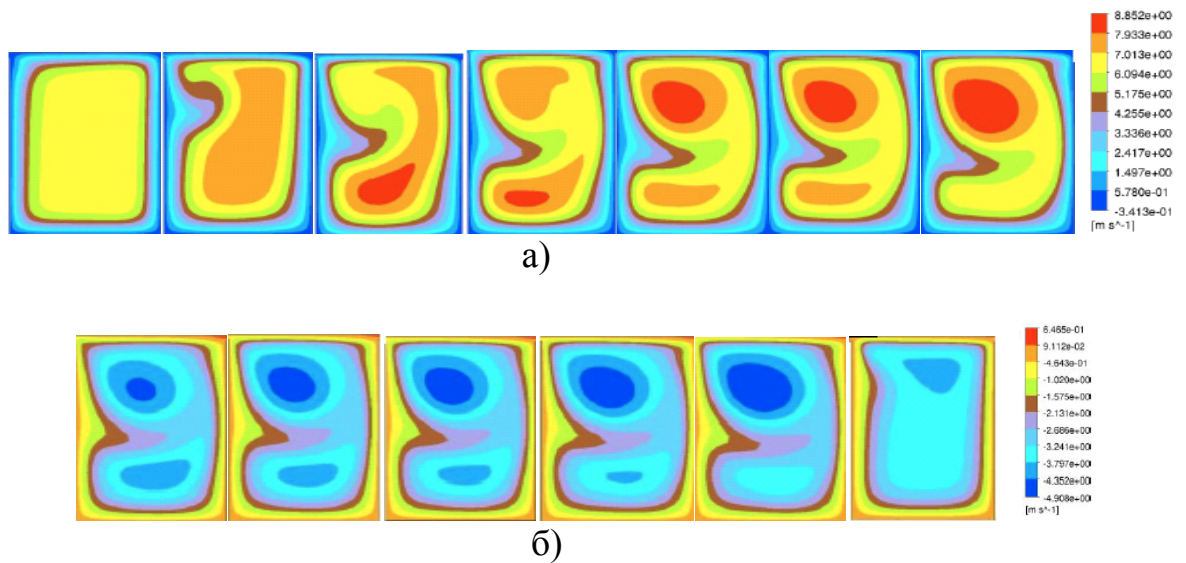 8.852e+00
7.933e+00
7.013e+00
6.094e+00
5.175e+00
4.255e+00
3.336e+00
2.417e+00
1.497e+00
5.780e-01
-3.413e-01
[m s^-1]
а)
6.465e-01
9.112e-02
-4.643e-01
-1.020e+00
-1.575e+00
-2.131e+00
-2.686e+00
-3.241e+00
-3.797e+00
-4.352e+00
-4.908e+00
[m s^-1]
б)